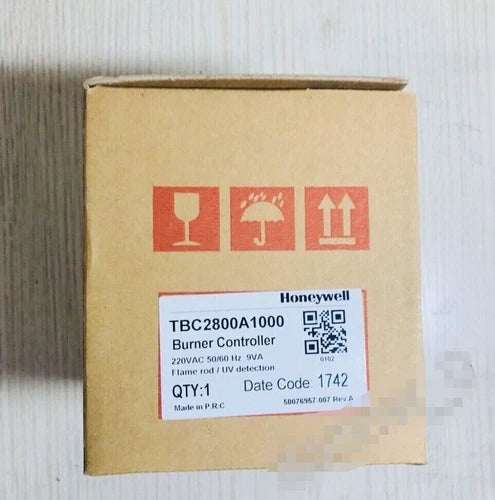 Honeywell
TBC2800A1000
Burner Controller
220VAC 50/60 Hz 9VA
Flame rod / UV detection
0102
QTY:1 Date Code: 1742
Made in P.R.C 50076957-007 Rev.A